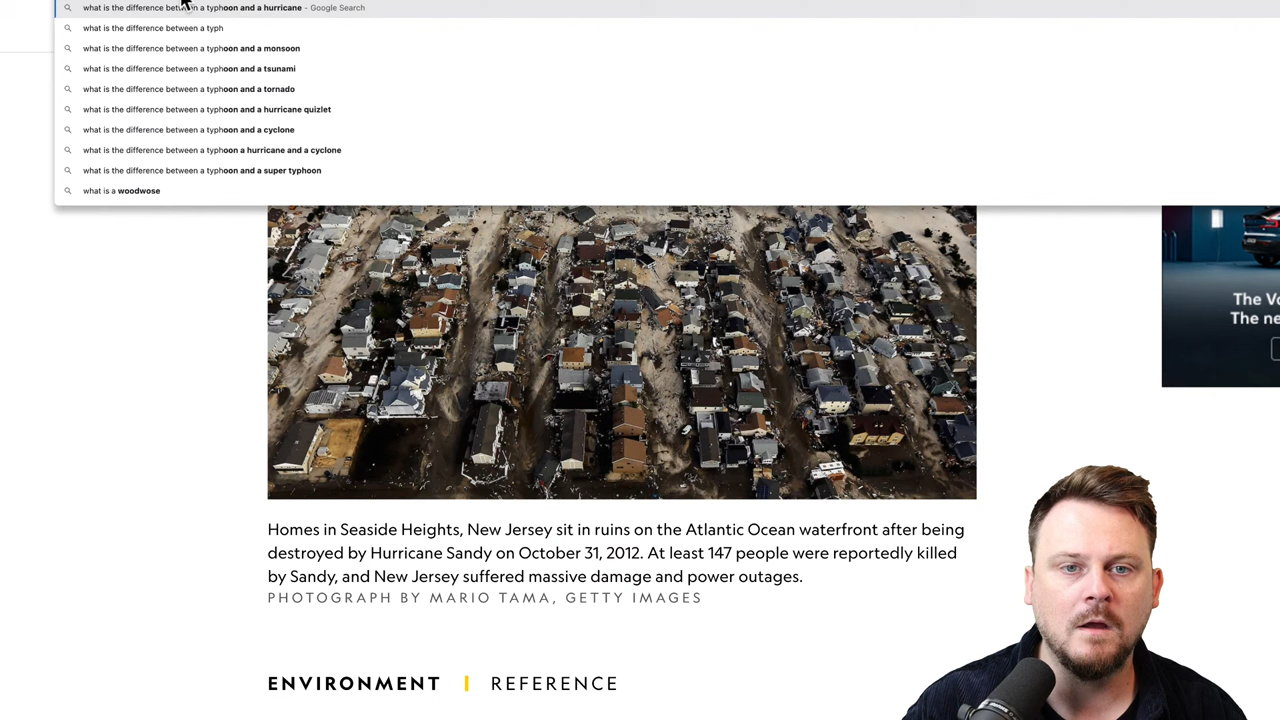 what is the difference between a typhoon and a hurricane - Google Search
what is the difference between a typh
what is the difference between a typhoon and a monsoon
what is the difference between a typhoon and a tsunami
what is the difference between a typhoon and a tornado
what is the difference between a typhoon and a hurricane quizlet
what is the difference between a typhoon and a cyclone
what is the difference between a typhoon a hurricane and a cyclone
what is the difference between a typhoon and a super typhoon
what is a woodwose
The
The ne
Homes in Seaside Heights, New Jersey sit in ruins on the Atlantic Ocean waterfront after being
destroyed by Hurricane Sandy on October 31, 2012. At least 147 people were reportedly killed
by Sandy, and New Jersey suffered massive damage and power outages.
PHOTOGRAPH BY MARIO TAMA, GETTY IMAGES
ENVIRONMENT | REFERENCE